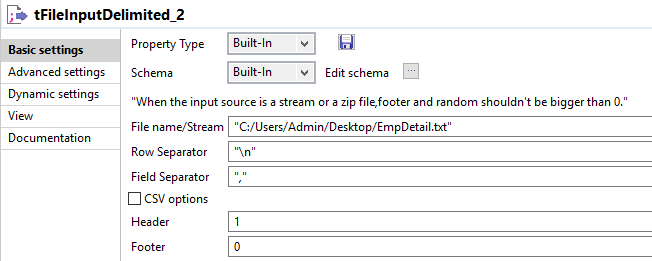 tFileInputDelimited_2
Basic settings
Advanced settings
Dynamic settings
View
Documentation
Property Type Built-In
Schema Built-In Edit schema ...
"When the input source is a stream or a zip file,footer and random shouldn't be bigger than 0."
File name/Stream "C:/Users/Admin/Desktop/EmpDetail.txt"
Row Separator "\n"
Field Separator ","
CSV options
Header 1
Footer 0